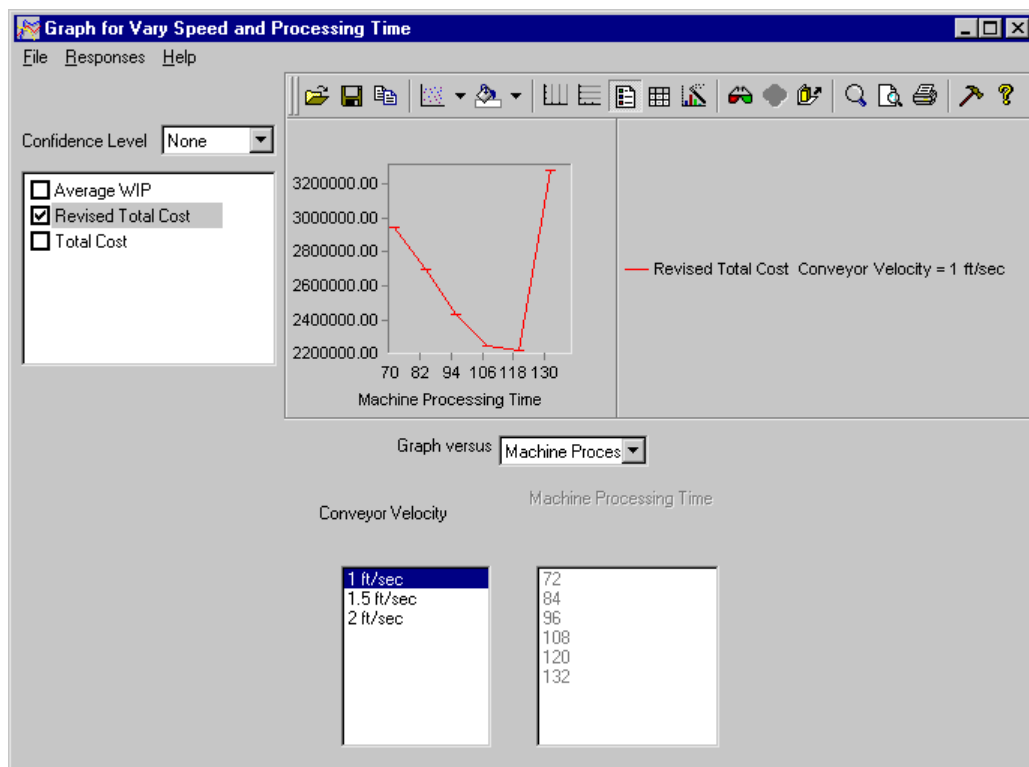 Graph for Vary Speed and Processing Time
File Responses Help
Confidence Level None
Average WIP
Revised Total Cost
Total Cost
3200000.00
3000000.00
2800000.00
2600000.00
2400000.00
2200000.00
70 82 94 106 118 130
Machine Processing Time
Revised Total Cost Conveyor Velocity = 1 ft/sec
Graph versus Machine Proces
Conveyor Velocity
Machine Processing Time
1 ft/sec
1.5 ft/sec
2 ft/sec
72
84
96
108
120
132